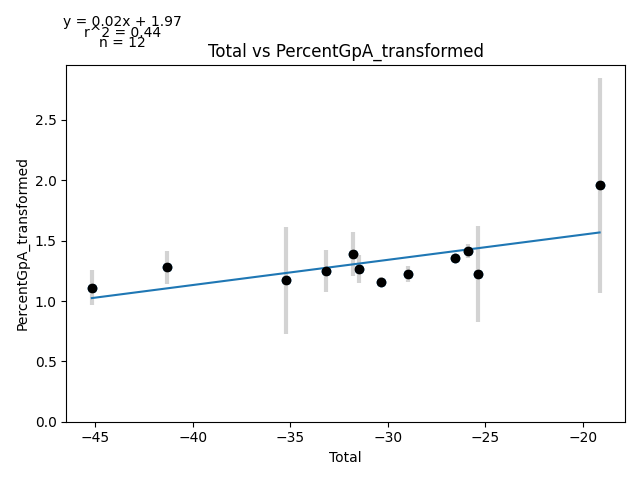 y = 0.02x + 1.97
r^2 = 0.44
n = 12
Total vs PercentGpA_transformed
PercentGpA_transformed
2.5
2.0
1.5
1.0
0.5
0.0
−45
−40
−35
−30
−25
−20
Total